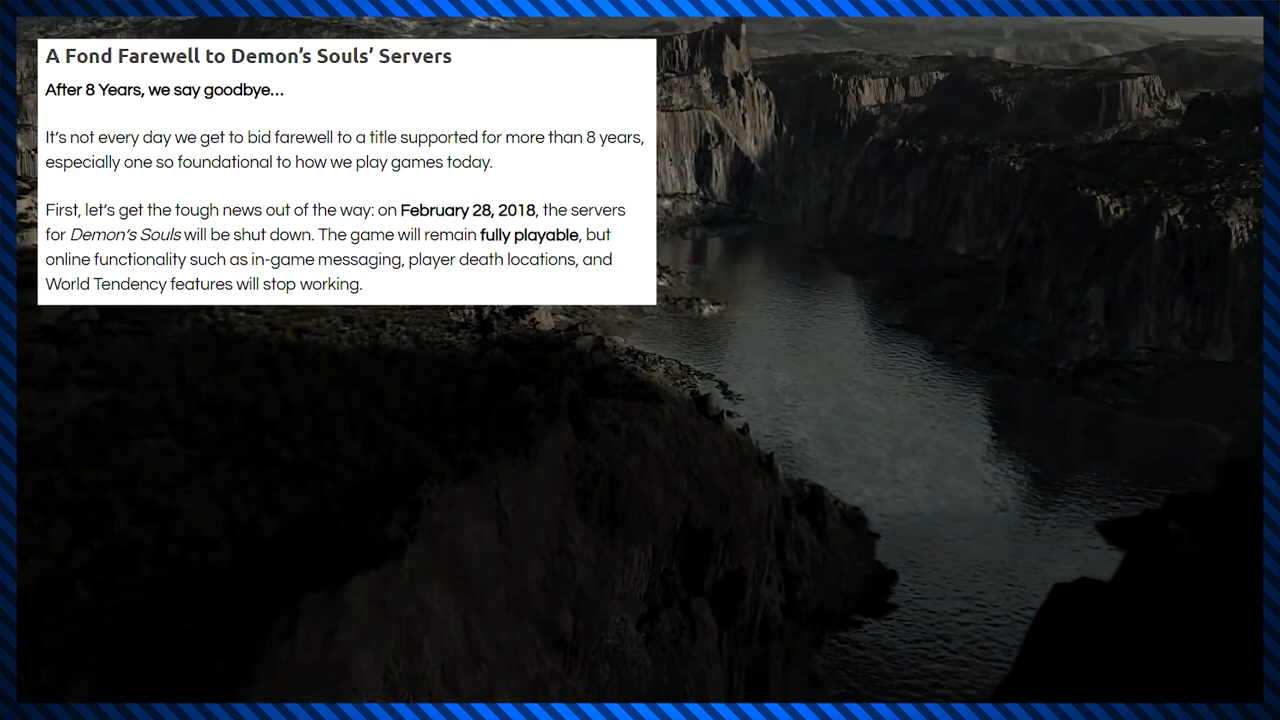 A Fond Farewell to Demon’s Souls’ Servers
After 8 Years, we say goodbye…
It’s not every day we get to bid farewell to a title supported for more than 8 years,
especially one so foundational to how we play games today.
First, let’s get the tough news out of the way: on February 28, 2018, the servers
for Demon’s Souls will be shut down. The game will remain fully playable, but
online functionality such as in-game messaging, player death locations, and
World Tendency features will stop working.